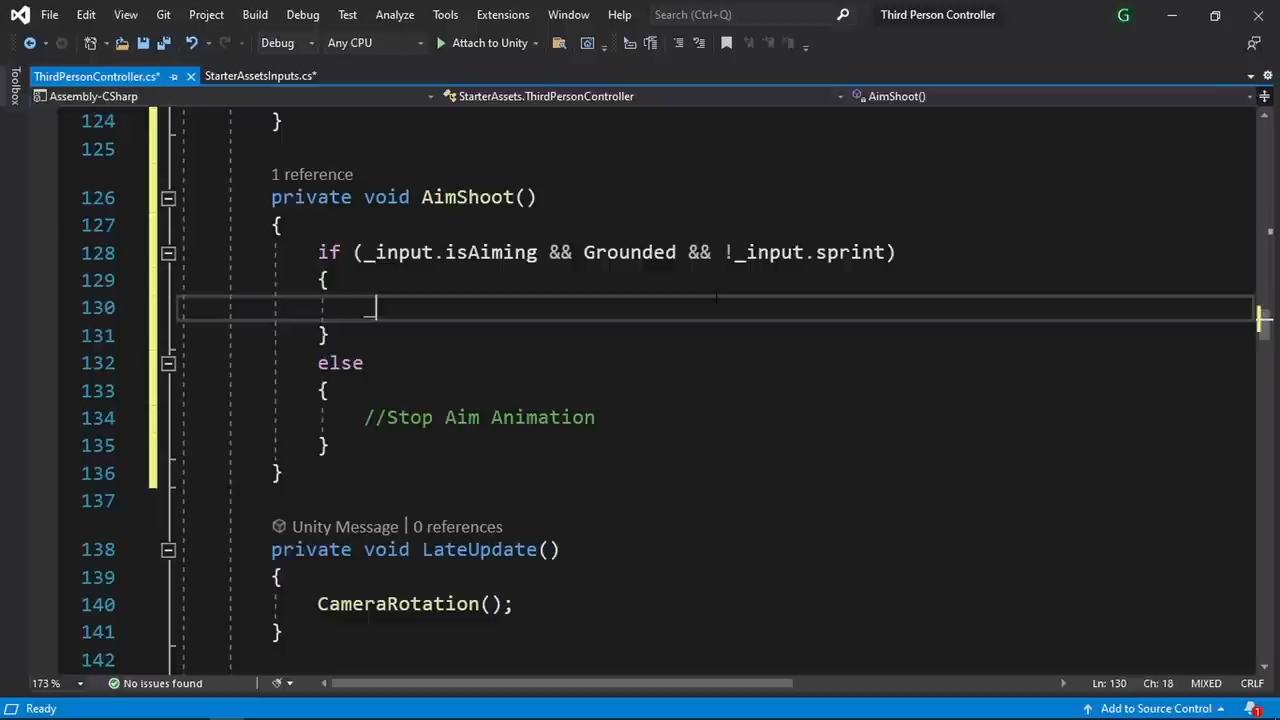 File Edit View Git Project Build Debug Test Analyze Tools Extensions Window Help Search (Ctrl+Q) Third Person Controller G
Debug Any CPU Attach to Unity
Toolbox
ThirdPersonController.cs* StarterAssetsInputs.cs*
Assembly-CSharp StarterAssets.ThirdPersonController AimShoot()
124 }
125
1 reference
126 private void AimShoot()
127 {
128 if (_input.isAiming && Grounded && !_input.sprint)
129 {
130 _
131 }
132 else
133 {
134 //Stop Aim Animation
135 }
136 }
137
Unity Message | 0 references
138 private void LateUpdate()
139 {
140 CameraRotation();
141 }
142
173 % No issues found Ln: 130 Ch: 18 MIXED CRLF
Ready Add to Source Control 1